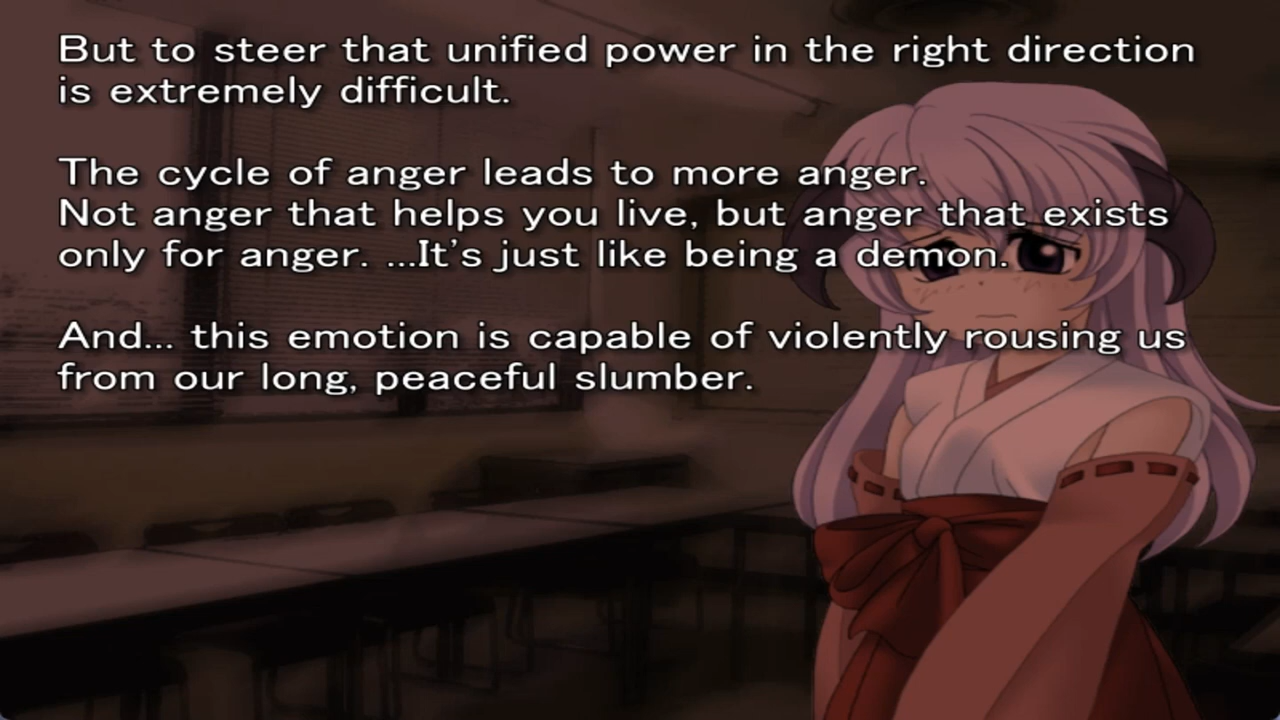 But to steer that unified power in the right direction
is extremely difficult.
The cycle of anger leads to more anger.
Not anger that helps you live, but anger that exists
only for anger. ...It's just like being a demon.
And... this emotion is capable of violently rousing us
from our long, peaceful slumber.